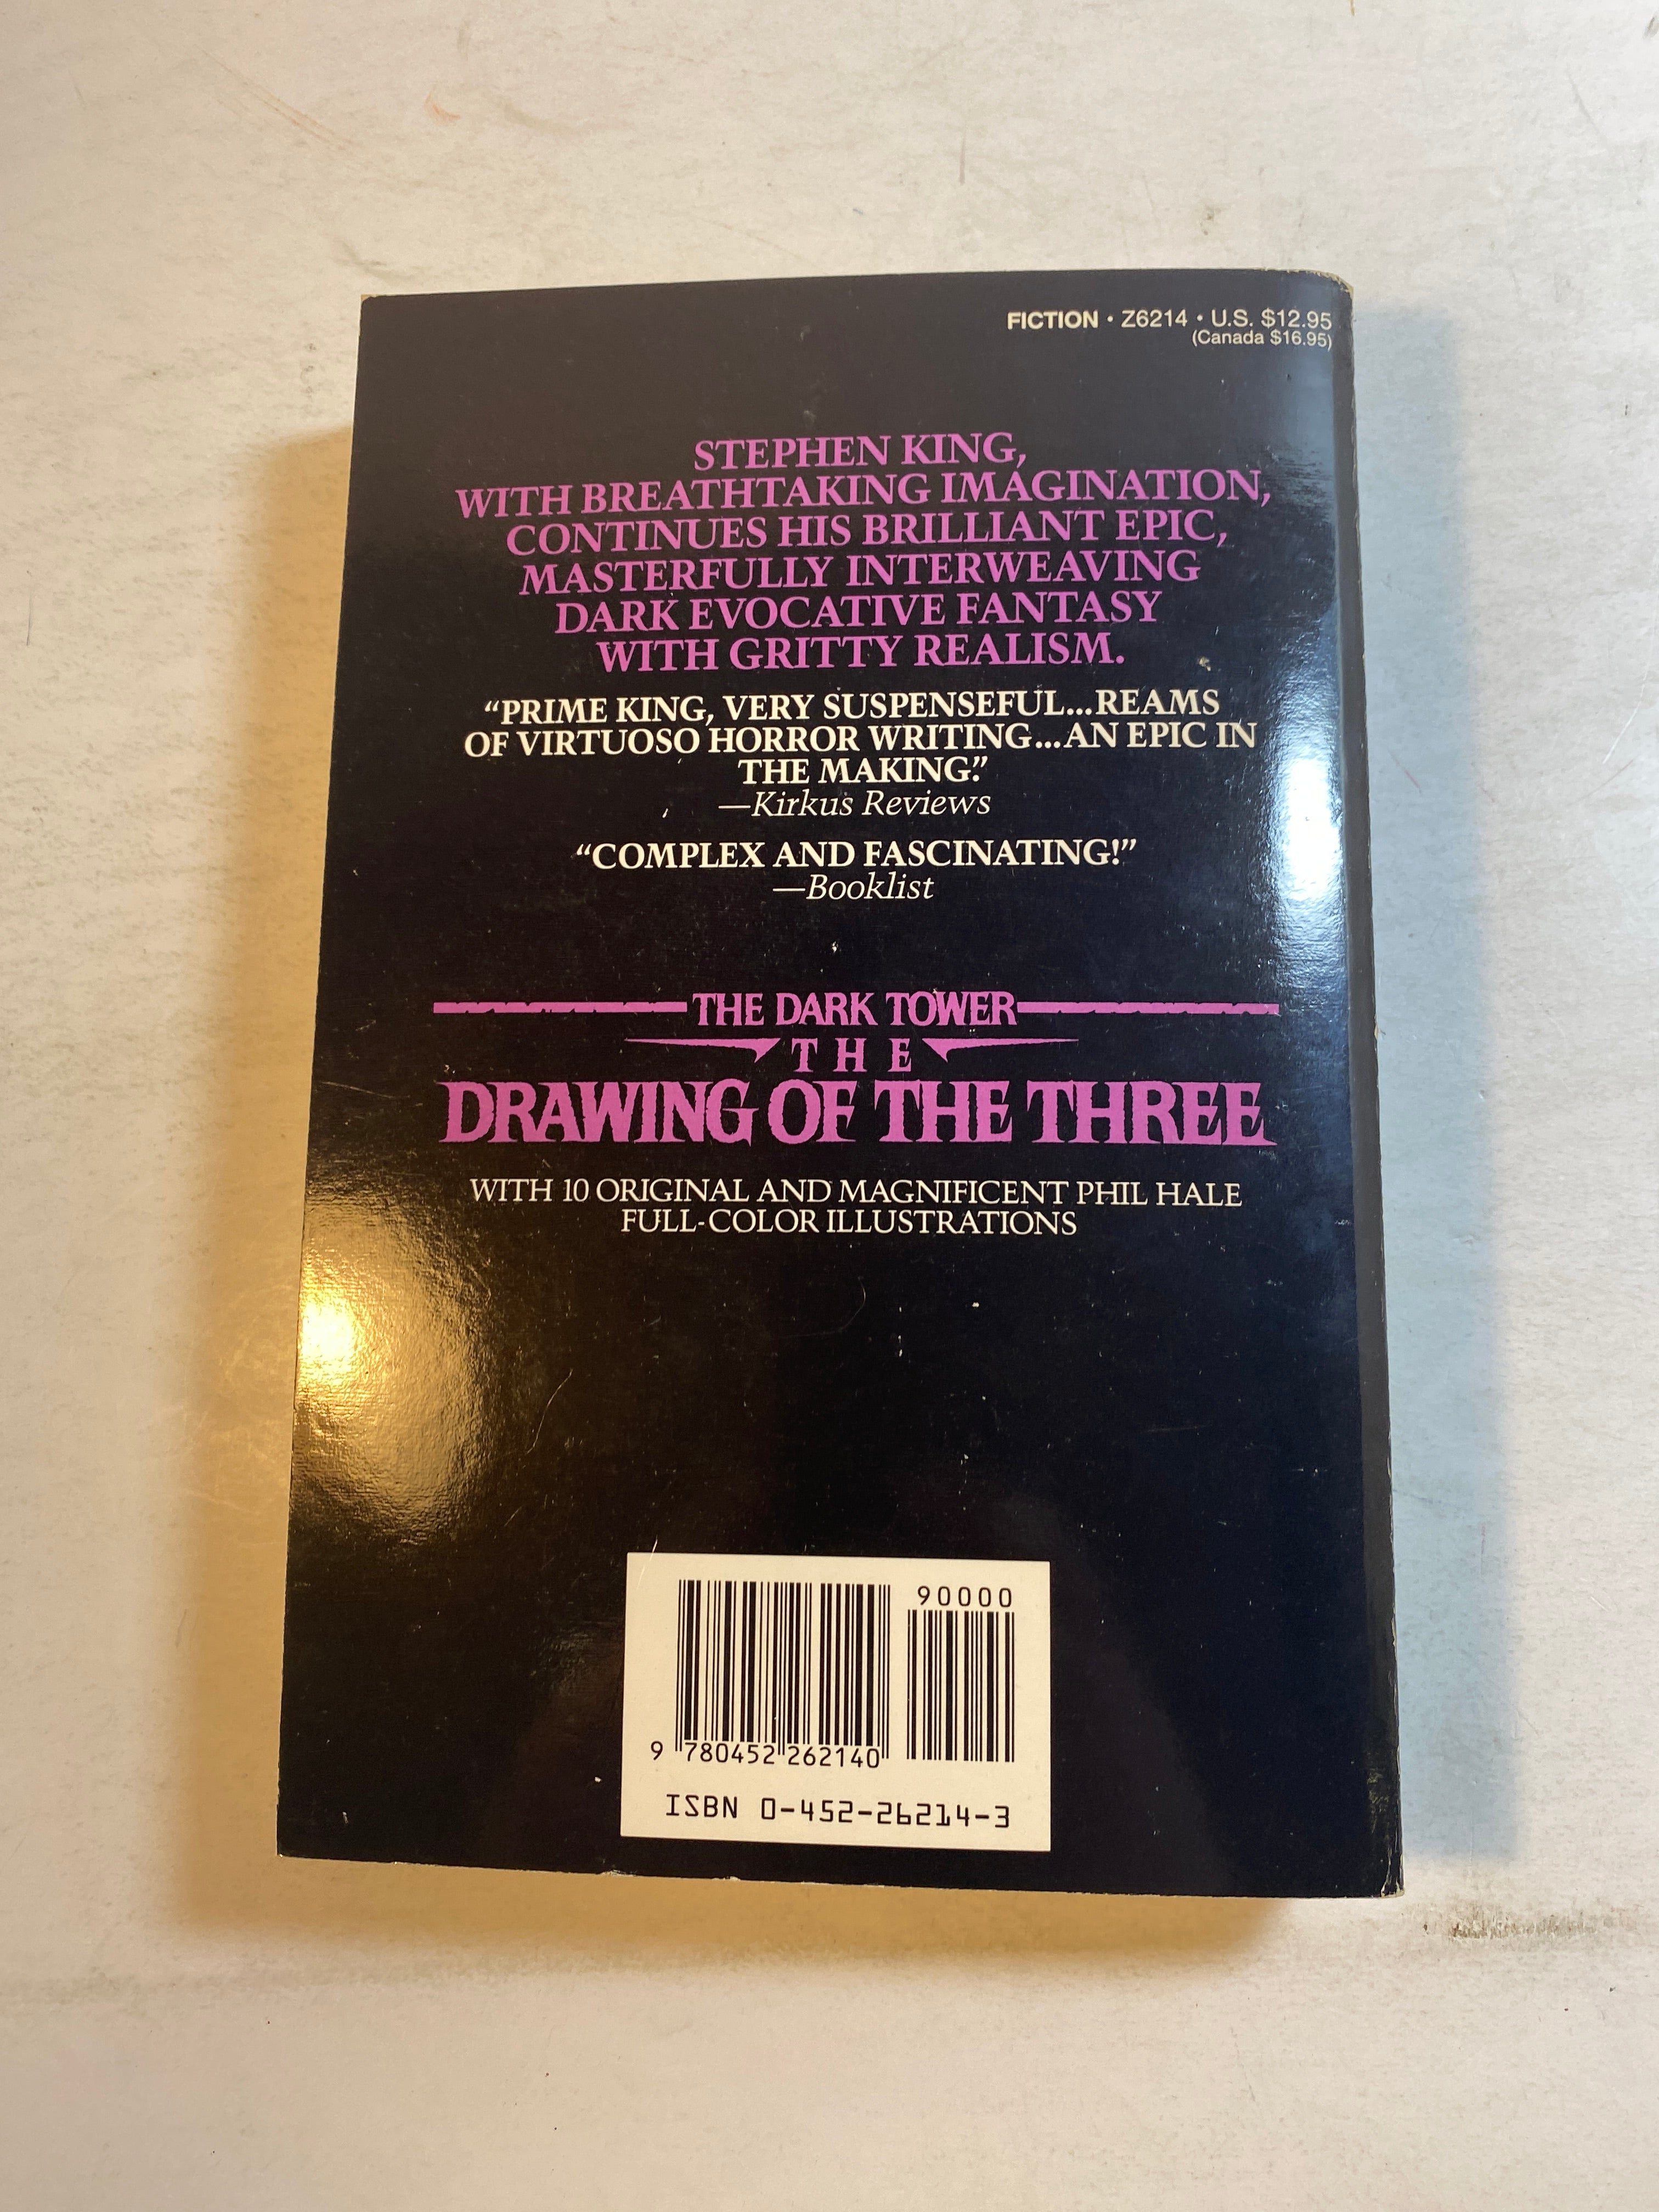 FICTION • Z6214 • U.S. $12.95
(Canada $16.95)
STEPHEN KING,
WITH BREATHTAKING IMAGINATION,
CONTINUES HIS BRILLIANT EPIC,
MASTERFULLY INTERWEAVING
DARK EVOCATIVE FANTASY
WITH GRITTY REALISM.
“PRIME KING, VERY SUSPENSEFUL...REAMS
OF VIRTUOSO HORROR WRITING...AN EPIC IN
THE MAKING.”
—Kirkus Reviews
“COMPLEX AND FASCINATING!”
—Booklist
THE DARK TOWER
THE
DRAWING OF THE THREE
WITH 10 ORIGINAL AND MAGNIFICENT PHIL HALE
FULL-COLOR ILLUSTRATIONS
90000
9 780452 262140
ISBN 0-452-26214-3